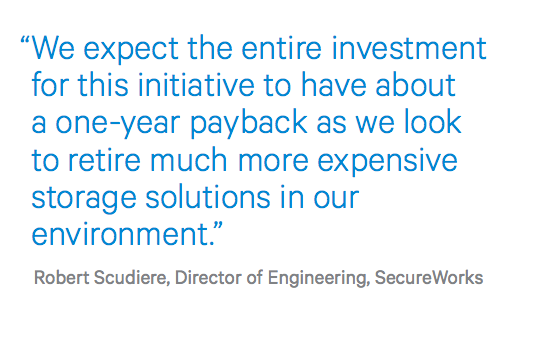 “We expect the entire investment
for this initiative to have about
a one-year payback as we look
to retire much more expensive
storage solutions in our
environment.”
Robert Scudiere, Director of Engineering, SecureWorks